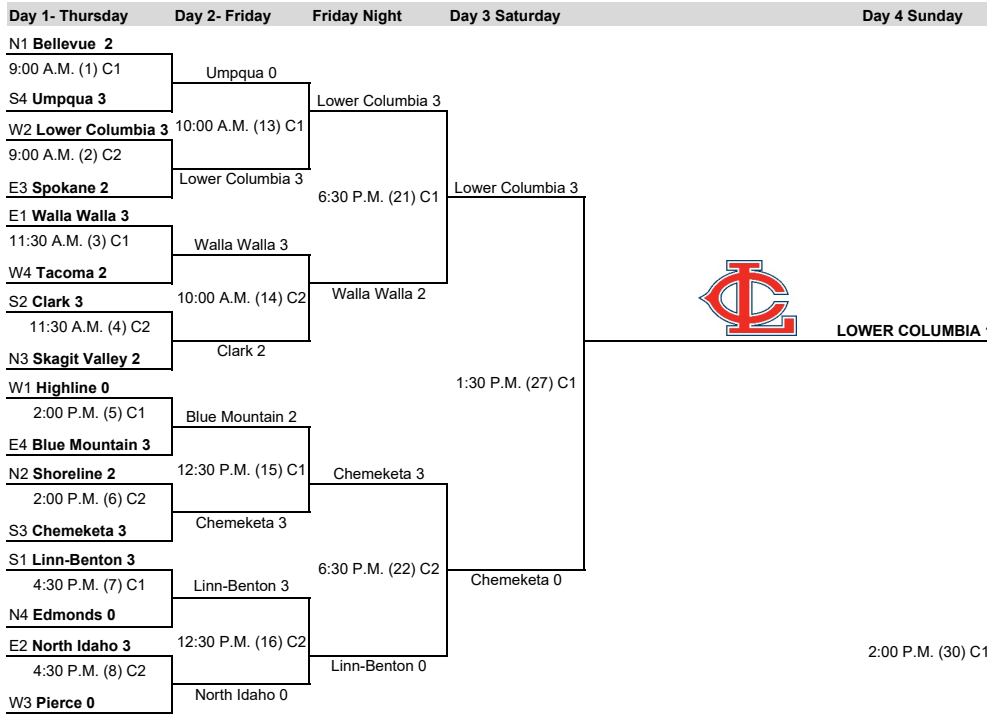 Day 1- Thursday Day 2- Friday Friday Night Day 3 Saturday Day 4 Sunday
N1 Bellevue 2
9:00 A.M. (1) C1
Umpqua 0
S4 Umpqua 3
Lower Columbia 3
W2 Lower Columbia 3
10:00 A.M. (13) C1
9:00 A.M. (2) C2
Lower Columbia 3
E3 Spokane 2
6:30 P.M. (21) C1
Lower Columbia 3
E1 Walla Walla 3
11:30 A.M. (3) C1
Walla Walla 3
W4 Tacoma 2
Walla Walla 2
S2 Clark 3
10:00 A.M. (14) C2
11:30 A.M. (4) C2
Clark 2
N3 Skagit Valley 2
LOWER COLUMBIA
W1 Highline 0
1:30 P.M. (27) C1
2:00 P.M. (5) C1
Blue Mountain 2
E4 Blue Mountain 3
N2 Shoreline 2
12:30 P.M. (15) C1
Chemeketa 3
2:00 P.M. (6) C2
Chemeketa 3
S3 Chemeketa 3
S1 Linn-Benton 3
6:30 P.M. (22) C2
Chemeketa 0
4:30 P.M. (7) C1
Linn-Benton 3
N4 Edmonds 0
E2 North Idaho 3
12:30 P.M. (16) C2
2:00 P.M. (30) C1
4:30 P.M. (8) C2
Linn-Benton 0
North Idaho 0
W3 Pierce 0